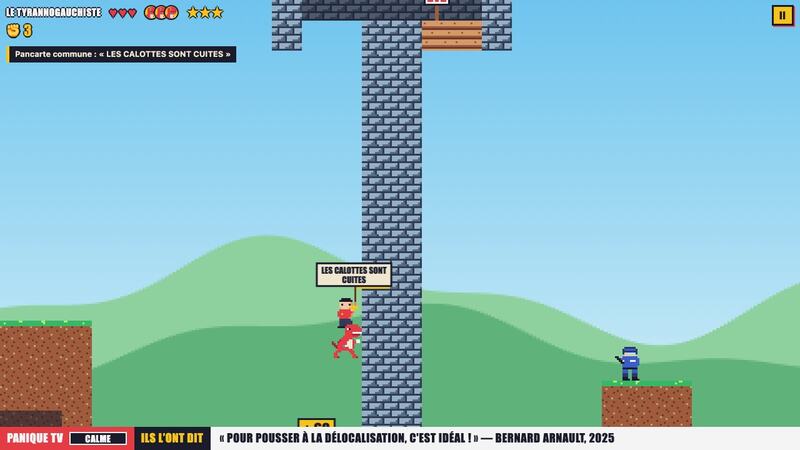 LE TYRANNOGAUCHISTE
3
Pancarte commune : « LES CALOTTES SONT CUITES »
LES CALOTTES SONT
CUITES
PANIQUE TV
CALME
ILS L'ONT DIT
« POUR POUSSER À LA DÉLOCALISATION, C'EST IDÉAL ! » — BERNARD ARNAULT, 2025